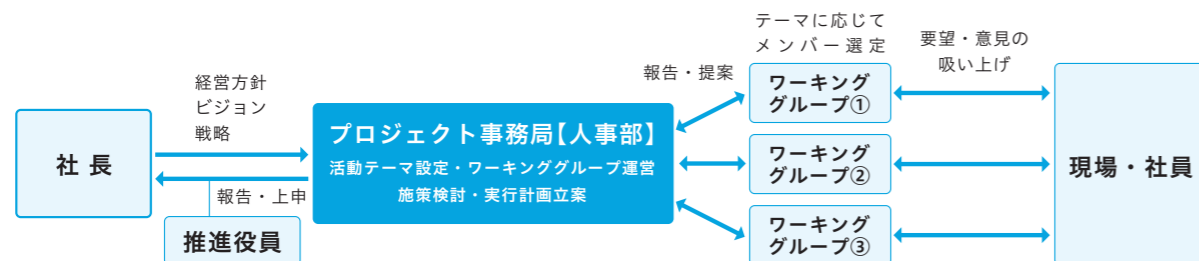 社長
経営方針
ビジョン
戦略
報告・上申
推進役員
プロジェクト事務局【人事部】
活動テーマ設定・ワーキンググループ運営
施策検討・実行計画立案
報告・提案
テーマに応じて
メンバー選定
ワーキング
グループ①
ワーキング
グループ②
ワーキング
グループ③
要望・意見の
吸い上げ
現場・社員